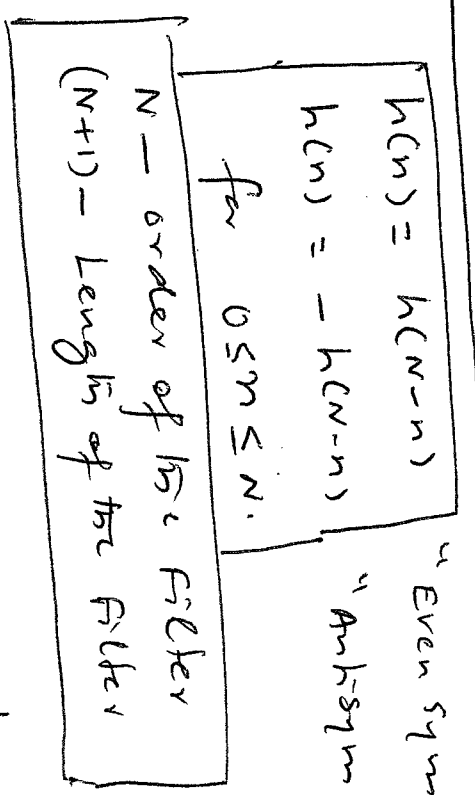 h(n) = h(N-n) " Even sym
h(n) = - h(N-n) " Antisym
for 0 ≤ n ≤ N.
N - order of the filter
(N+1) - Length of the filter